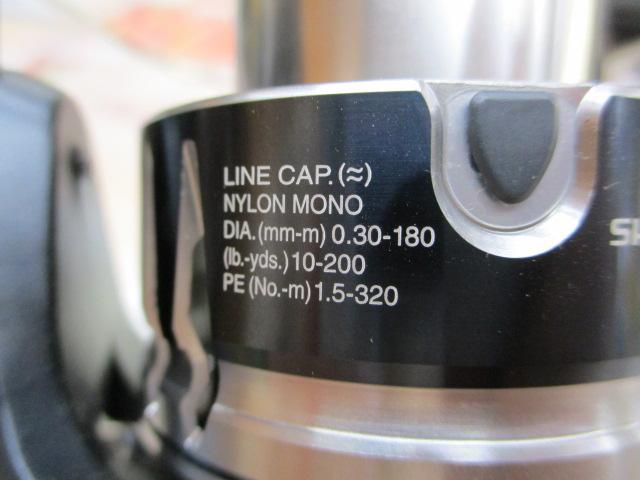 LINE CAP.(≈)
NYLON MONO
DIA.(mm-m) 0.30-180
(lb.-yds.)10-200
PE (No.-m)1.5-320